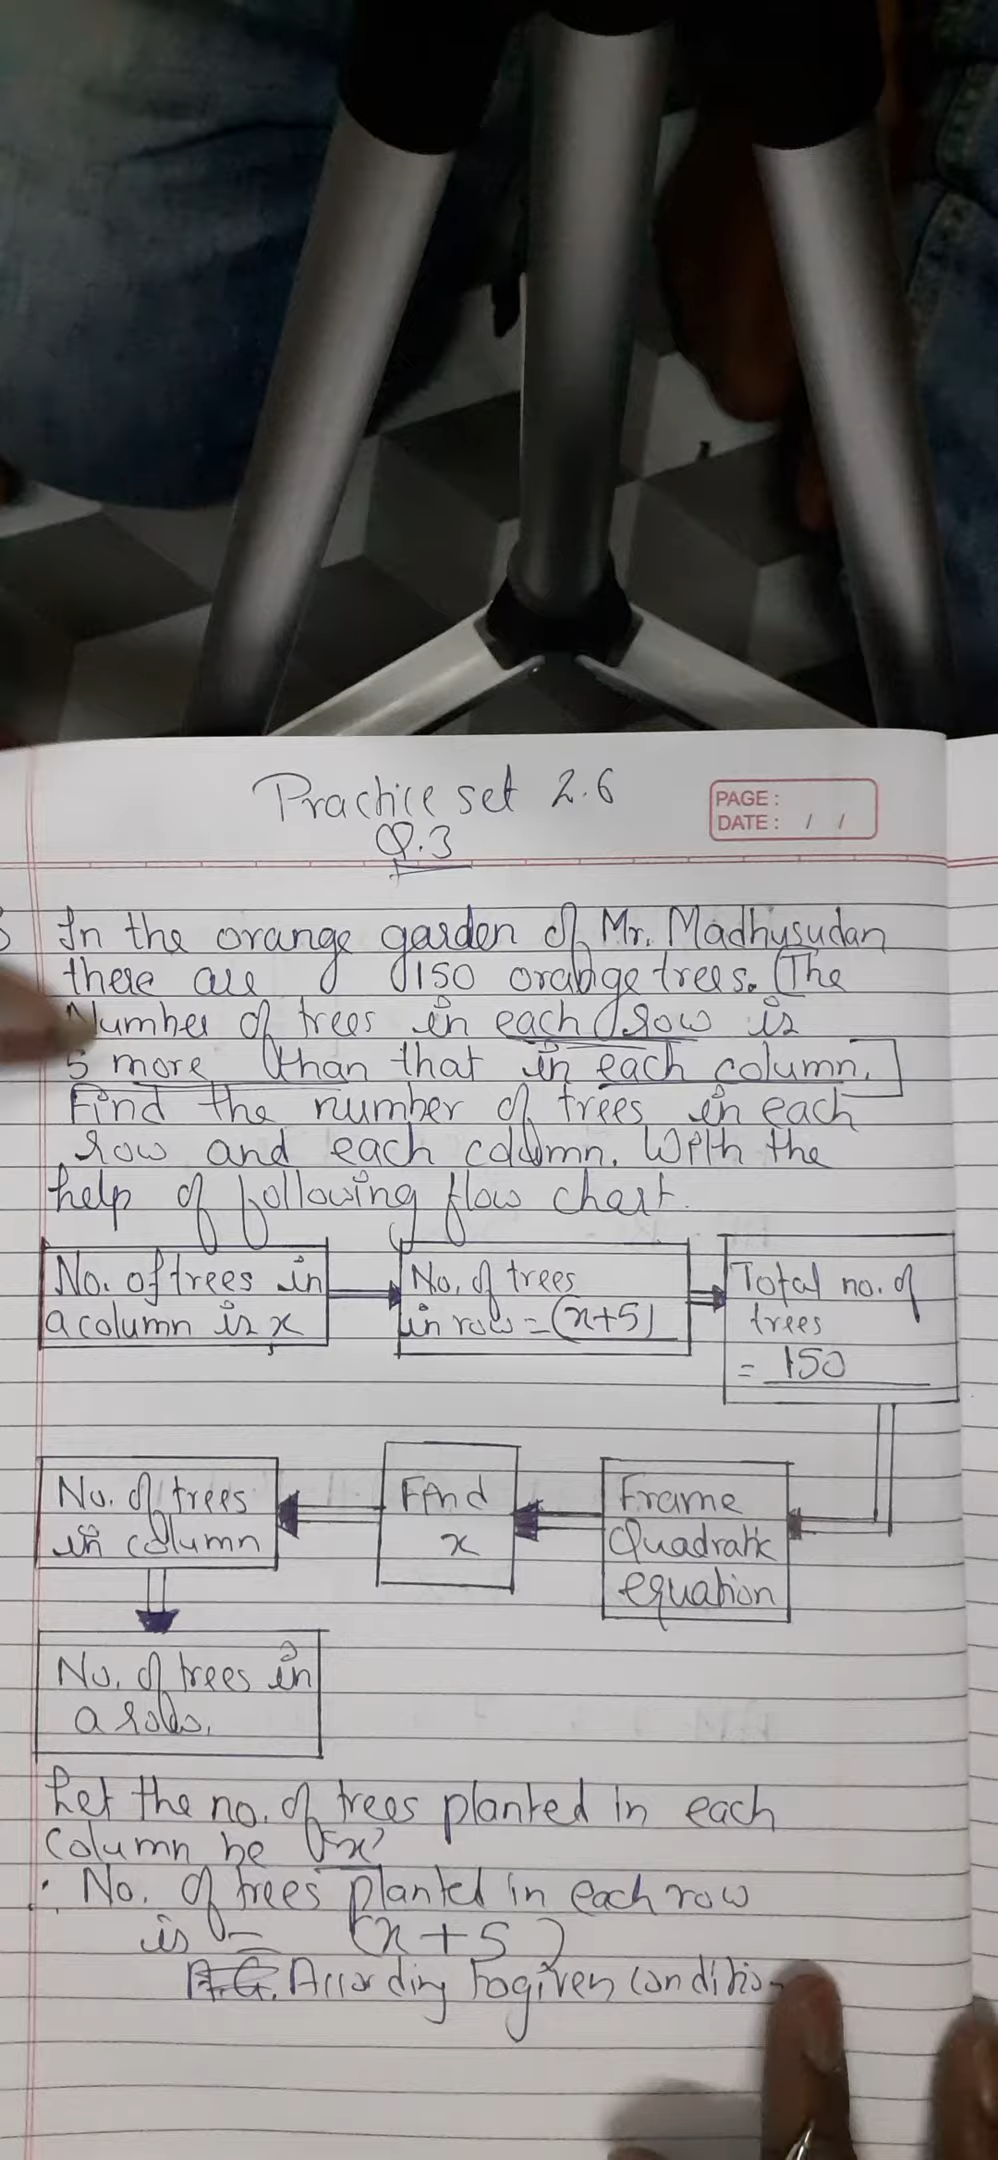 Practice set 2.6
Q.3
PAGE :
DATE : / /
In the orange garden of Mr. Madhusudan
there are 150 orange trees. The
Number of trees in each row is
5 more than that in each column.
Find the number of trees in each
row and each column. With the
help of following flow chart.
No. of trees in
a column is x
No. of trees
in row = (x+5)
Total no. of
trees
= 150
Frame
Quadratic
equation
Find
x
No. of trees
in column
No. of trees in
a row.
Let the no. of trees planted in each
column be 'x'
No. of trees planted in each row
is = (x+5)
According to given condition